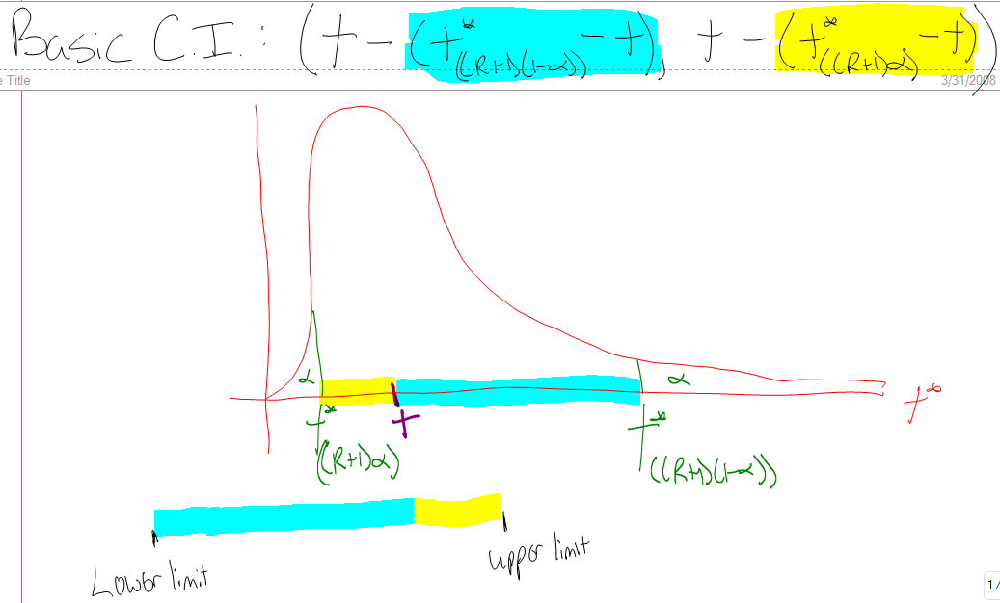 Basic C.I.: (t - (t*((R+1)(1-α)) - t), t - (t*((R+1)α) - t))
e Title
3/31/2008
α
α
t*
t*
t
t*
((R+1)α)
((R+1)(1-α))
Lower limit
upper limit
1/